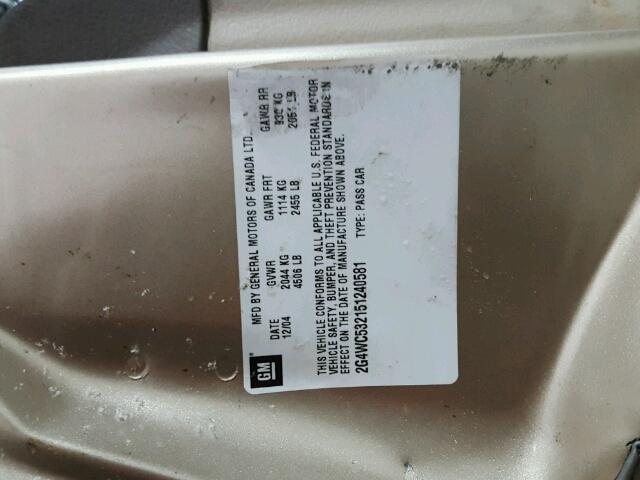 GM
MFD BY GENERAL MOTORS OF CANADA LTD.
DATE GVWR GAWR FRT GAWR RR
12/04 2044 KG 1114 KG 930 KG
4506 LB 2455 LB 2051 LB
THIS VEHICLE CONFORMS TO ALL APPLICABLE U.S. FEDERAL MOTOR
VEHICLE SAFETY, BUMPER, AND THEFT PREVENTION STANDARDS IN
EFFECT ON THE DATE OF MANUFACTURE SHOWN ABOVE.
2G4WC532151240581 TYPE: PASS CAR